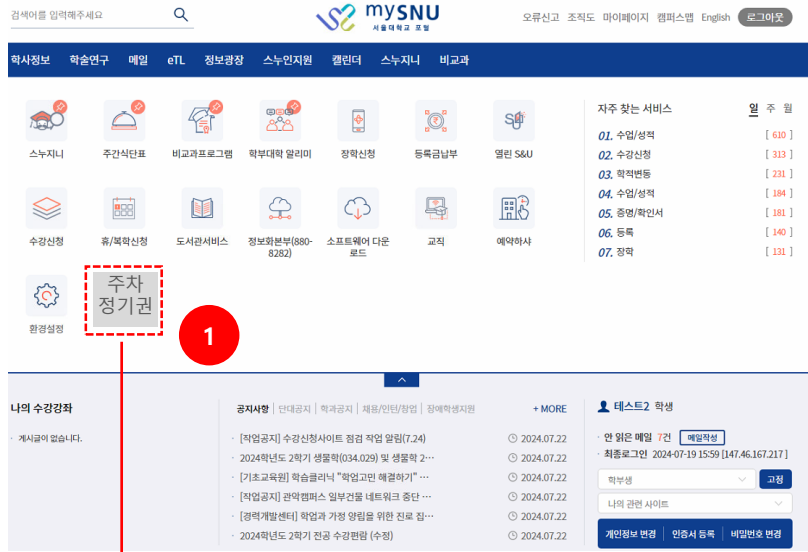 검색어를 입력해주세요
mySNU
서울대학교 포털
오류신고 조직도 마이페이지 캠퍼스맵 English 로그아웃
학사정보 학술연구 메일 eTL 정보광장 스누인지원 캘린더 스누지니 비교과
스누지니 주간식단표 비교과프로그램 학부대학 알리미 장학신청 등록금납부 열린 S&U
수강신청 휴/복학신청 도서관서비스 정보화본부(880-8282) 소프트웨어 다운로드 교직 예약하샤
환경설정
주차
정기권
1
자주 찾는 서비스 일 주 월
01. 수업/성적 [ 610 ]
02. 수강신청 [ 313 ]
03. 학적변동 [ 231 ]
04. 수업/성적 [ 184 ]
05. 증명/확인서 [ 181 ]
06. 등록 [ 140 ]
07. 장학 [ 131 ]
나의 수강강좌
· 게시글이 없습니다.
공지사항 | 단대공지 | 학과공지 | 채용/인턴/창업 | 장애학생지원 + MORE
· [작업공지] 수강신청사이트 점검 작업 알림(7.24) 2024.07.22
· 2024학년도 2학기 생물학(034.029) 및 생물학 2… 2024.07.22
· [기초교육원] 학습클리닉 "학업고민 해결하기" … 2024.07.22
· [작업공지] 관악캠퍼스 일부건물 네트워크 중단 … 2024.07.22
· [경력개발센터] 학업과 가정 양립을 위한 진로 집… 2024.07.22
· 2024학년도 2학기 전공 수강편람 (수정) 2024.07.22
테스트2 학생
· 안 읽은 메일 7건 메일작성
· 최종로그인 2024-07-19 15:59 [147.46.167.217 ]
학부생 고정
나의 관련 사이트
개인정보 변경 | 인증서 등록 | 비밀번호 변경